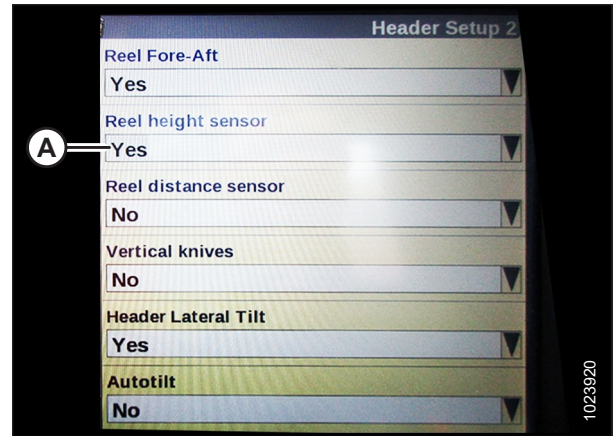 Header Setup 2
Reel Fore-Aft
Yes
Reel height sensor
A
Yes
Reel distance sensor
No
Vertical knives
No
Header Lateral Tilt
Yes
Autotilt
No
1023920